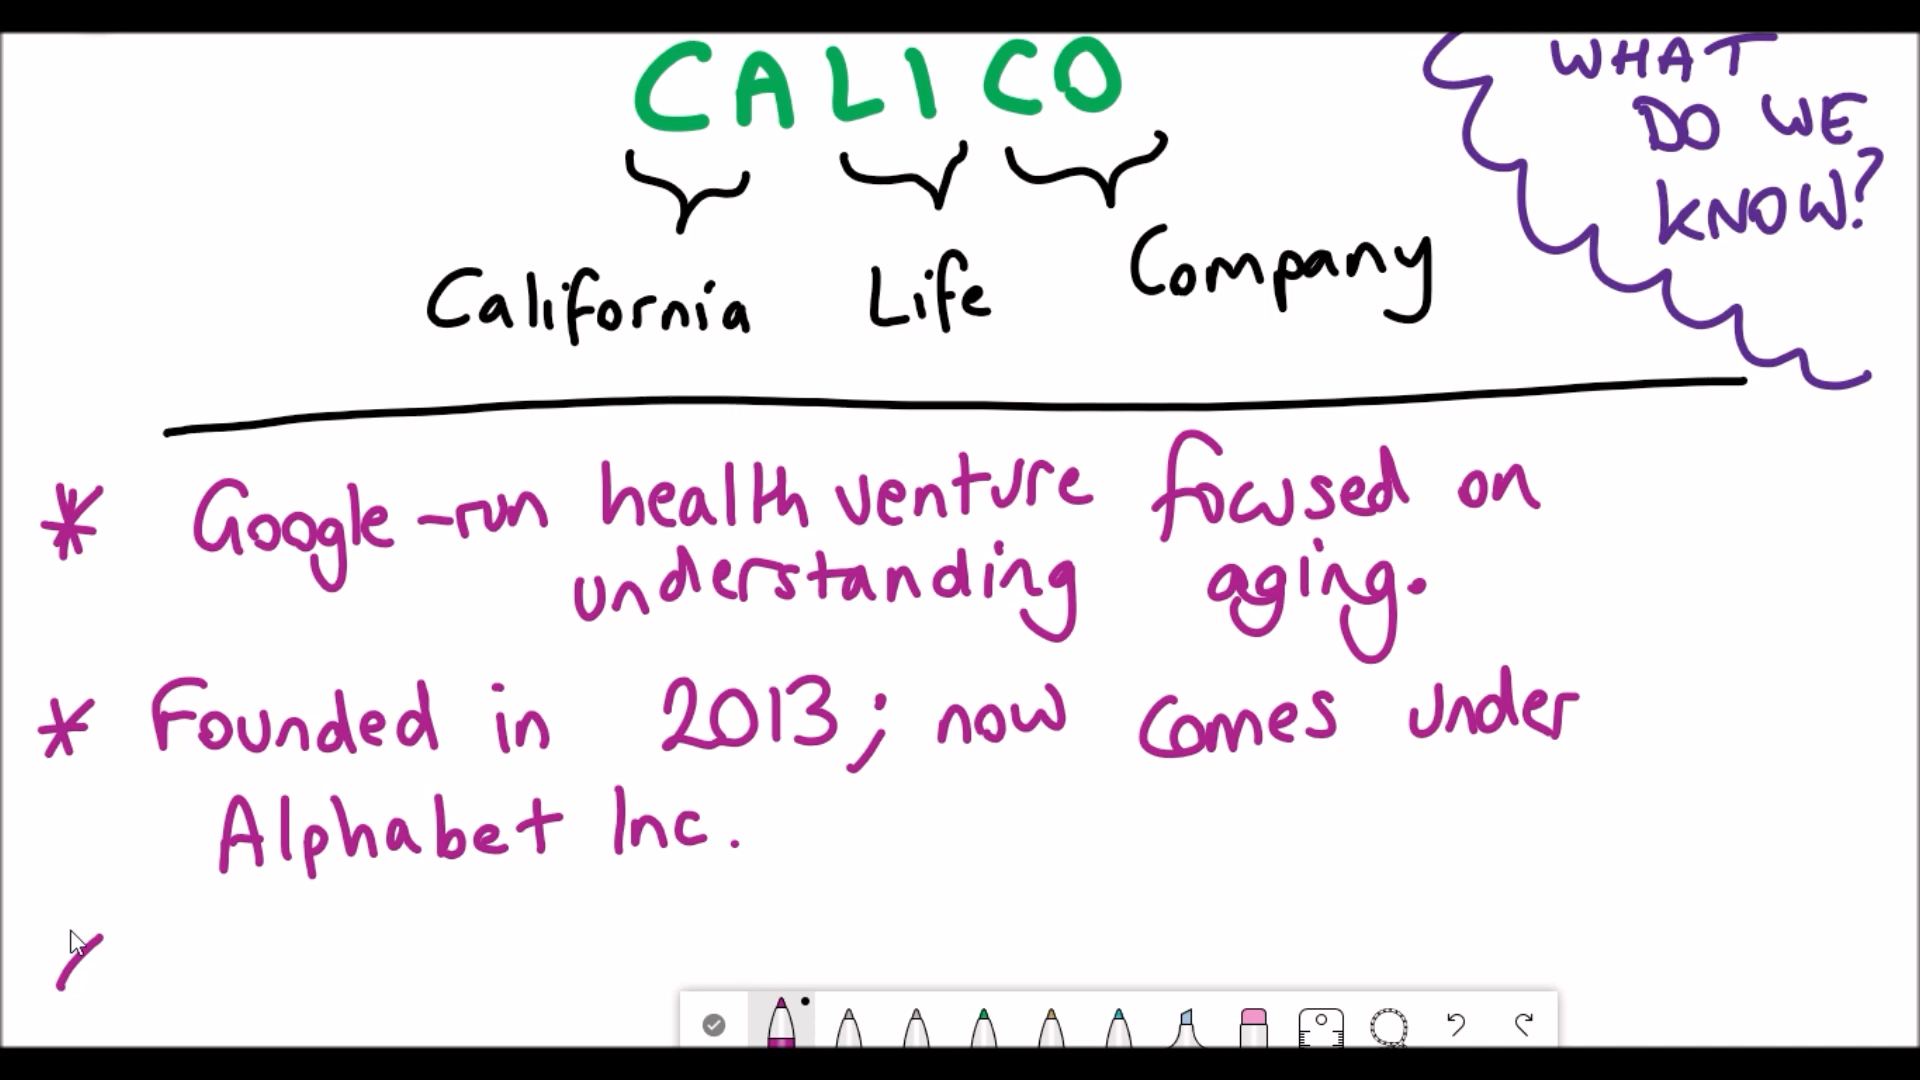 CALICO
California Life Company
WHAT
DO WE
KNOW?
* Google-run health venture focused on
understanding aging.
* Founded in 2013; now comes under
Alphabet Inc.